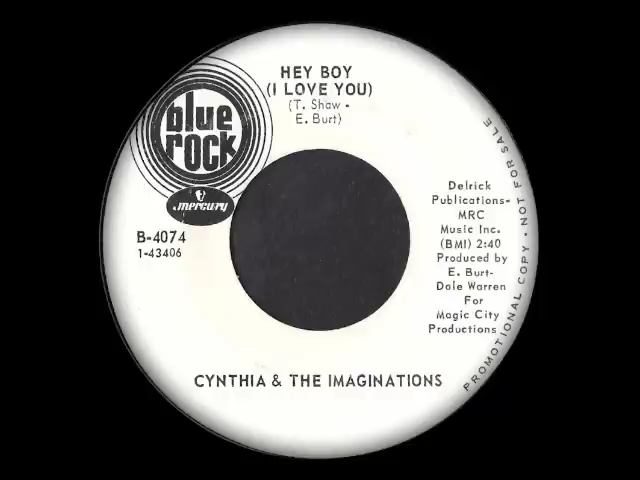 HEY BOY
(I LOVE YOU)
(T. Shaw -
E. Burt)
blue
rock
mercury
B-4074
1-43406
Delrick
Publications-
MRC
Music Inc.
(BMI) 2:40
Produced by
E. Burt-
Dale Warren
For
Magic City
Productions
PROMOTIONAL COPY • NOT FOR SALE
CYNTHIA & THE IMAGINATIONS